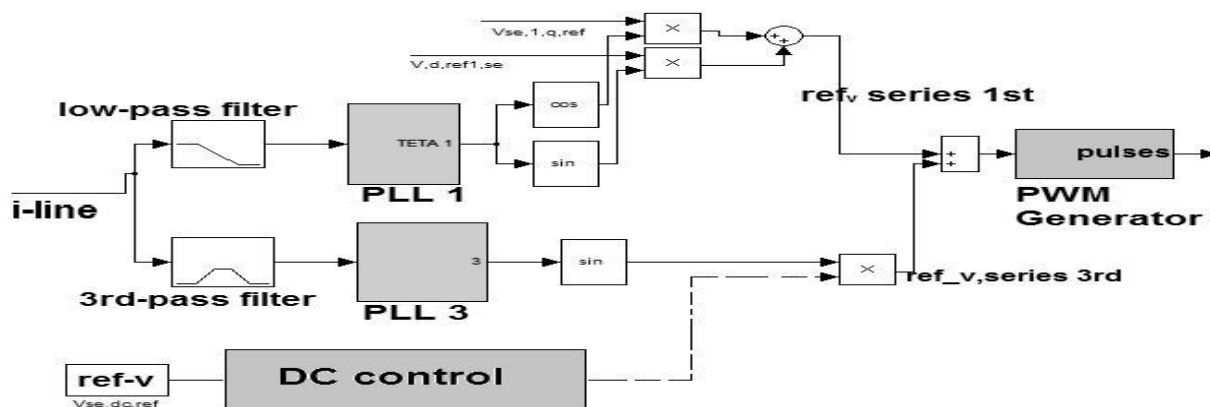 Vse,1,q,ref
×
+
+
V,d,ref1,se
×
cos
low-pass filter
refᵥ series 1st
TETA 1
sin
+
+
pulses
PLL 1
PWM
Generator
i-line
3
sin
×
ref_v,series 3rd
3rd-pass filter
PLL 3
ref-v
DC control
Vse,dc,ref